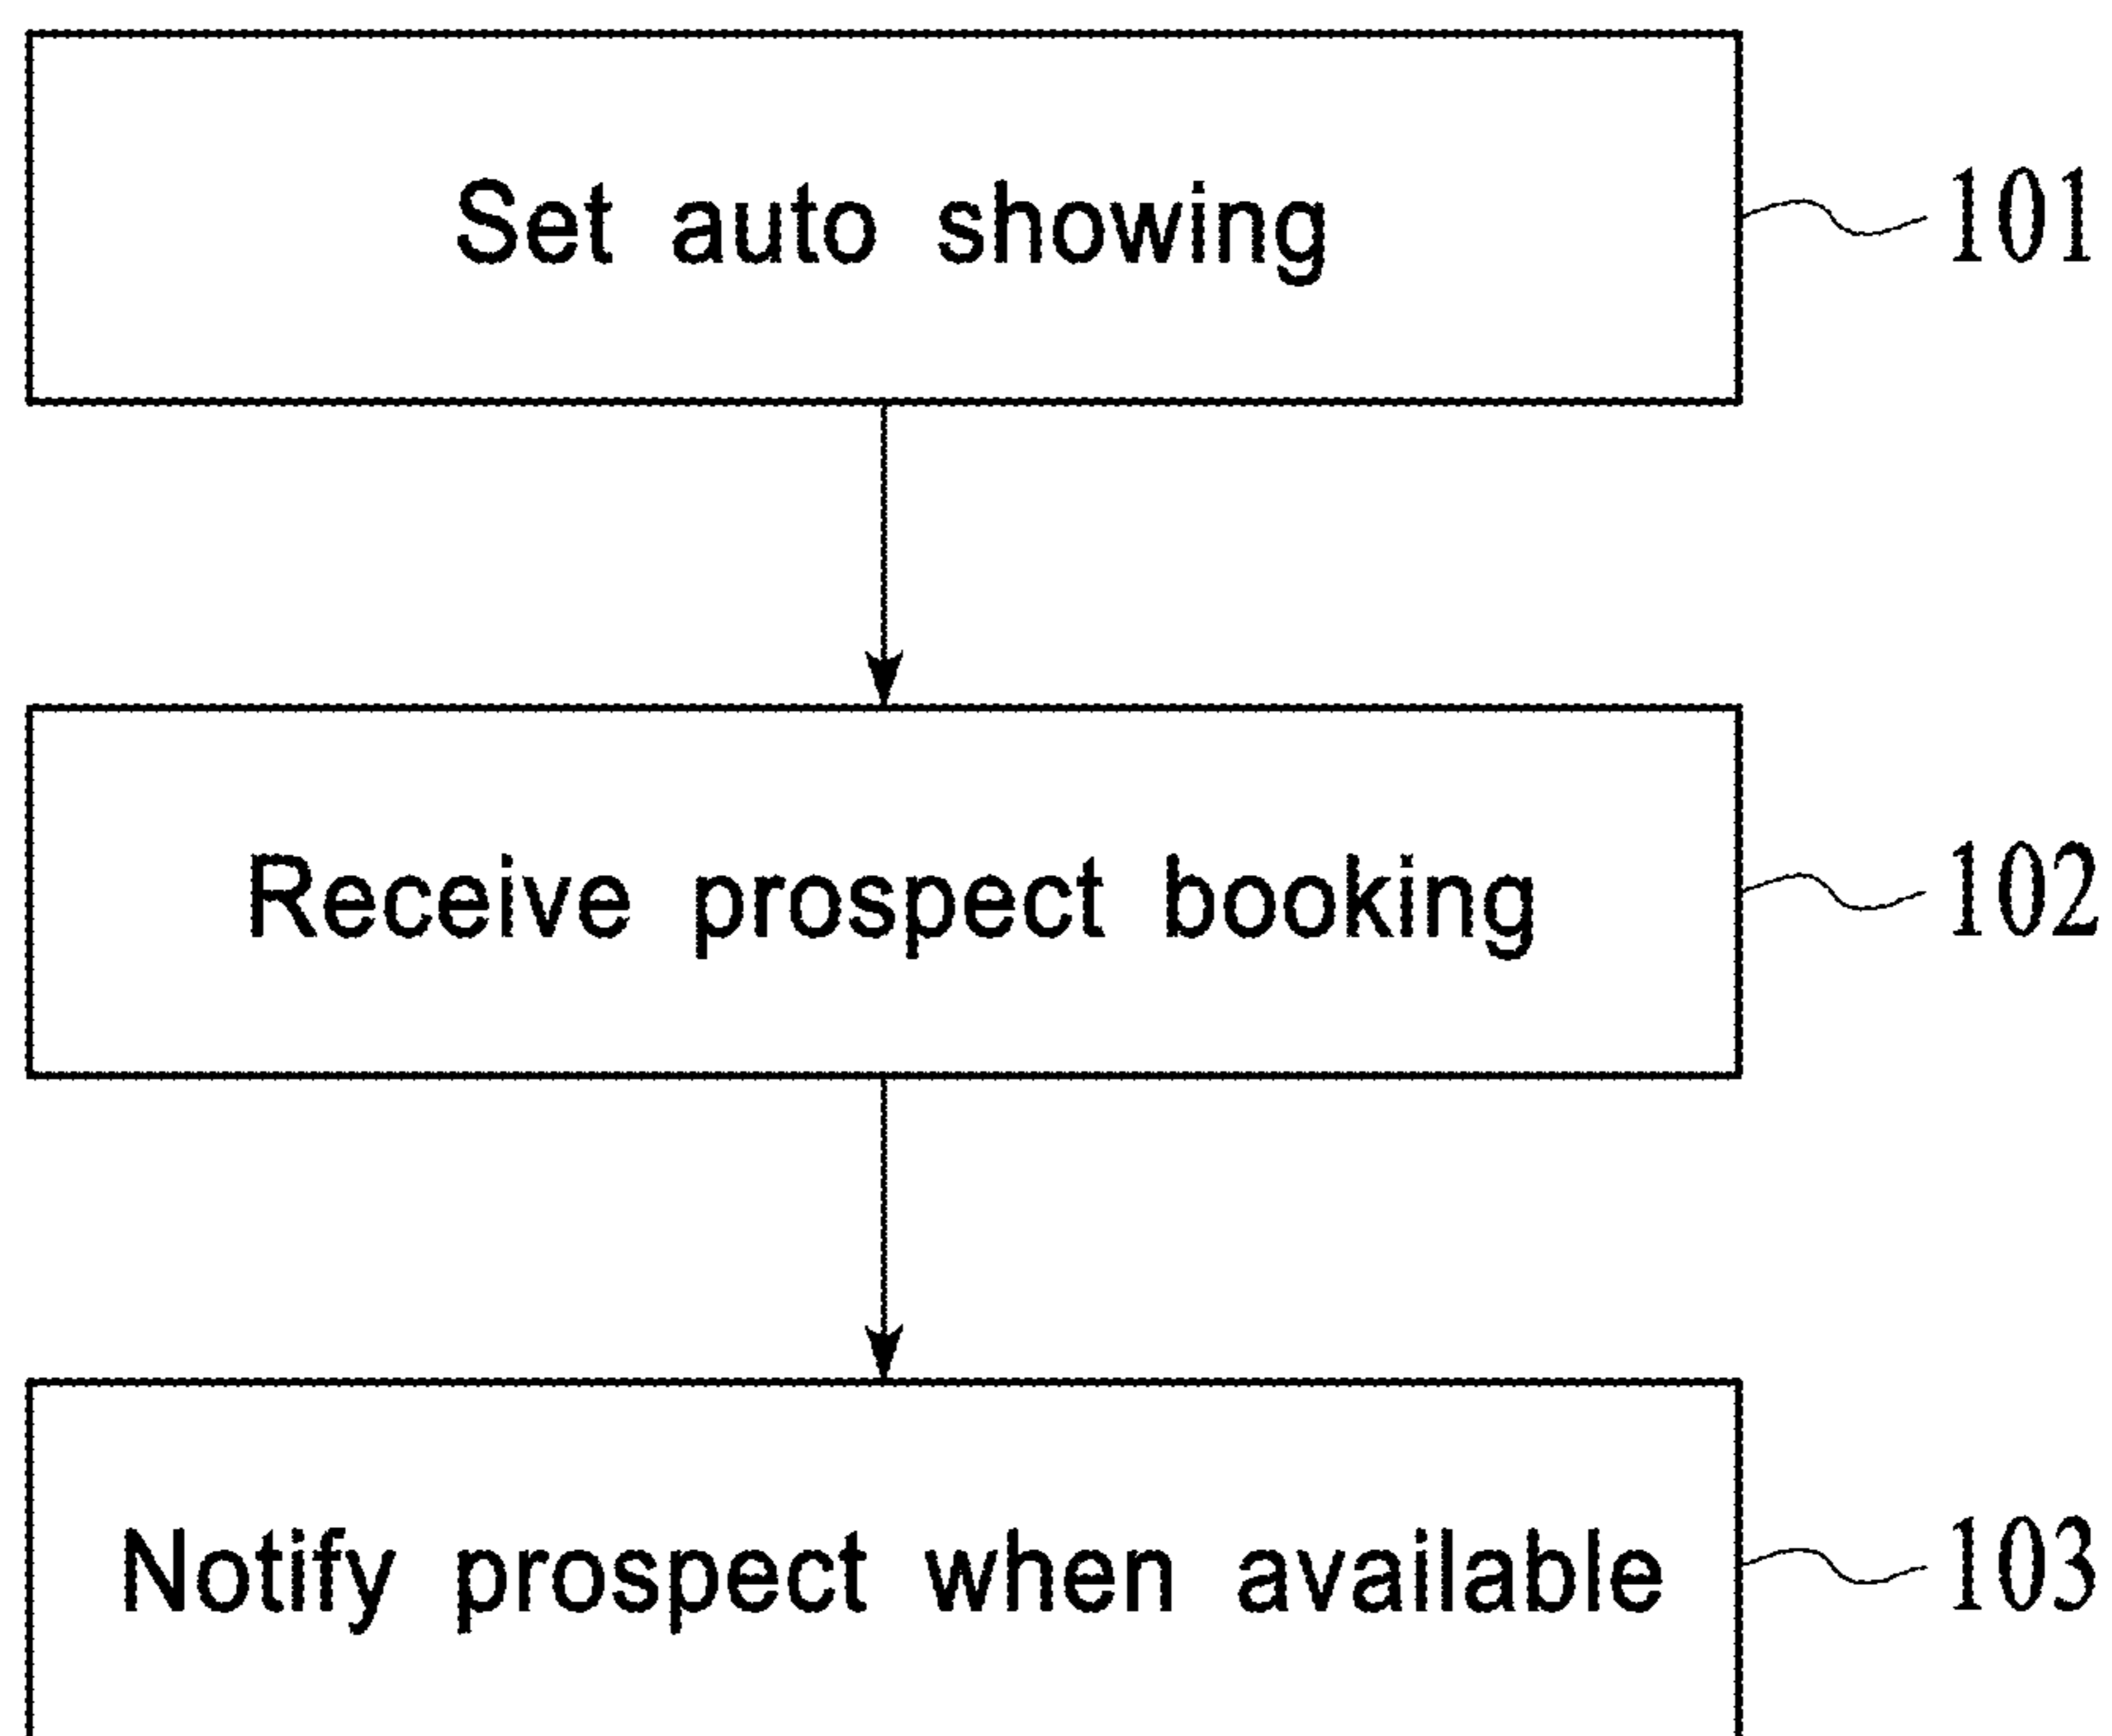 Set auto showing
101
Receive prospect booking
102
Notify prospect when available
103